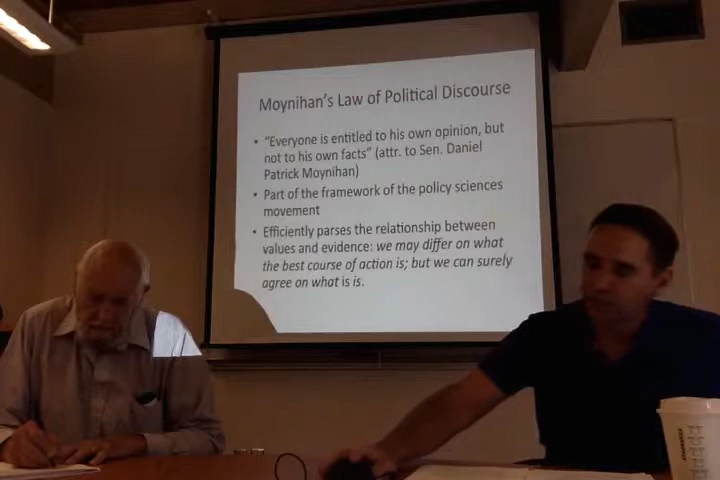 Moynihan's Law of Political Discourse
• "Everyone is entitled to his own opinion, but
not to his own facts" (attr. to Sen. Daniel
Patrick Moynihan)
• Part of the framework of the policy sciences
movement
• Efficiently parses the relationship between
values and evidence: we may differ on what
the best course of action is; but we can surely
agree on what is is.